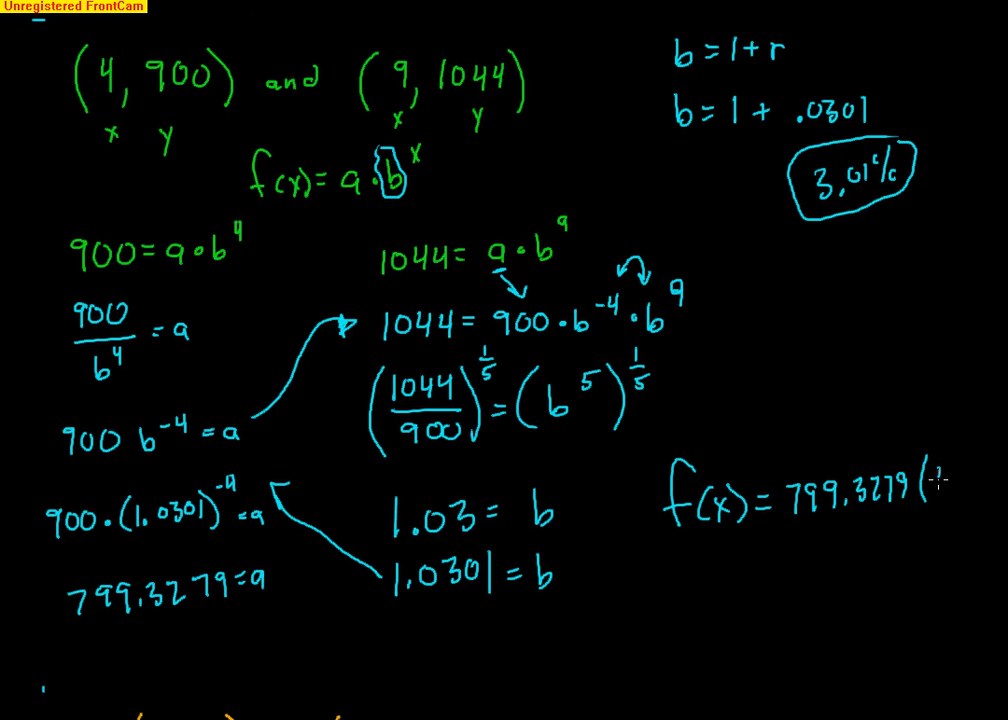 Unregistered FrontCam
(4, 900) and (9, 1044)
x y x y
f(x) = a · b^x
900 = a · b^4
900/b^4 = a
900 b^-4 = a
900 · (1.0301)^-4 = a
799.3279 = a
1044 = a · b^9
1044 = 900 · b^-4 · b^9
(1044/900)^1/5 = (b^5)^1/5
1.03 = b
1.0301 = b
b = 1 + r
b = 1 + .0301
3.01%
f(x) = 799.3279 (